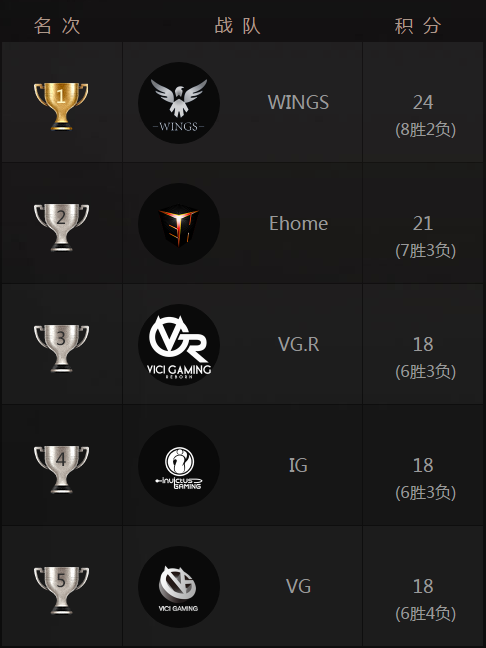 名次 战队 积分
1 WINGS WINGS 24
(8胜2负)
2 Ehome 21
(7胜3负)
3 VGR VICI GAMING REBORN VG.R 18
(6胜3负)
4 invictus GAMING IG 18
(6胜3负)
5 VG VICI GAMING VG 18
(6胜4负)